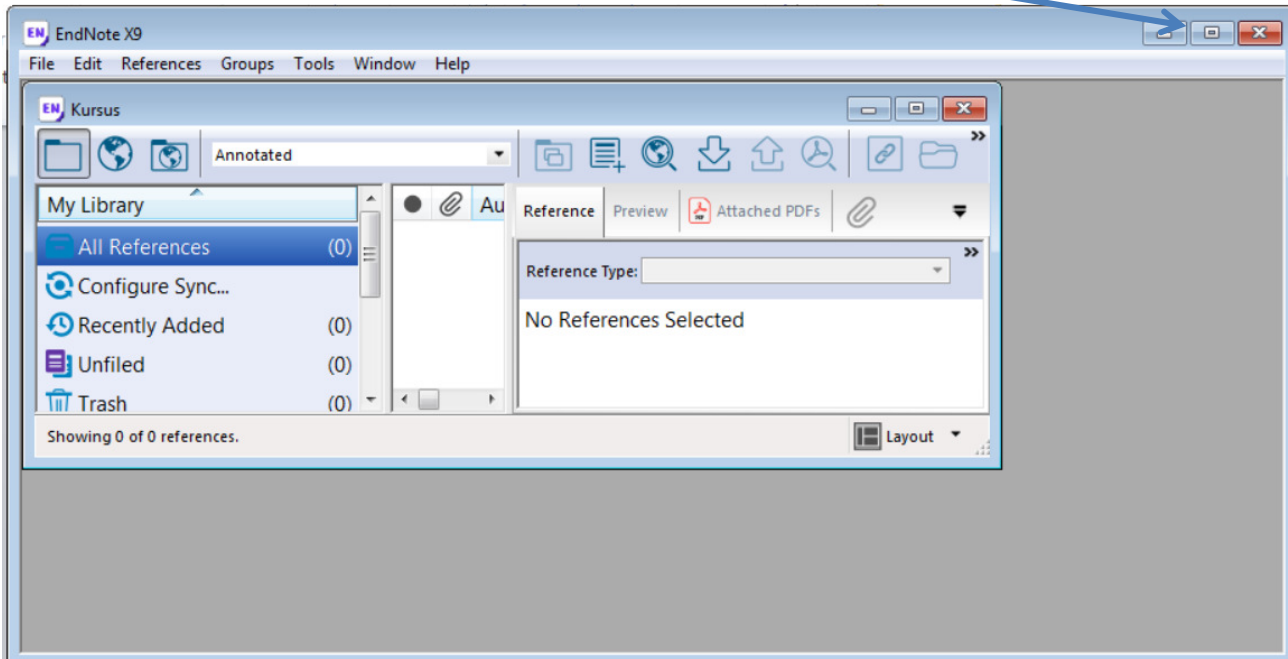 EN EndNote X9
File Edit References Groups Tools Window Help
EN Kursus
Annotated
My Library
Au
Reference Preview Attached PDFs
All References (0)
Reference Type:
Configure Sync...
No References Selected
Recently Added (0)
Unfiled (0)
Trash (0)
Showing 0 of 0 references.
Layout